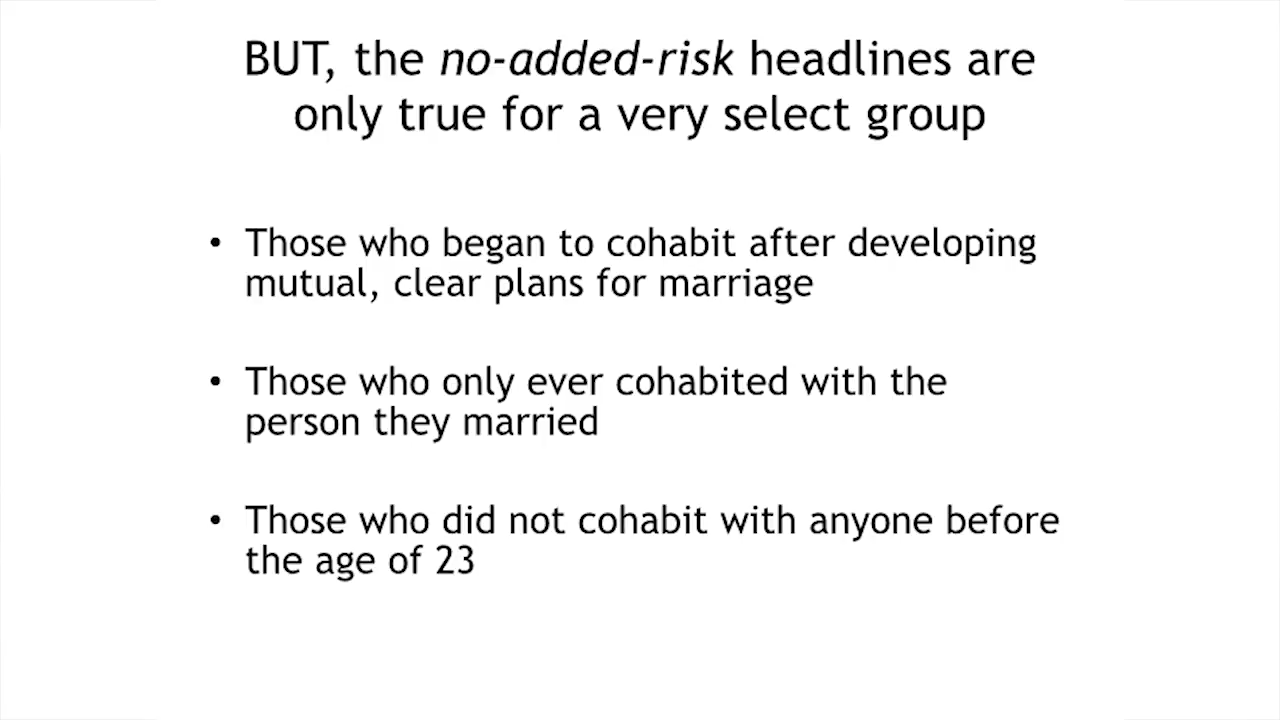 BUT, the no-added-risk headlines are
only true for a very select group
• Those who began to cohabit after developing
mutual, clear plans for marriage
• Those who only ever cohabited with the
person they married
• Those who did not cohabit with anyone before
the age of 23